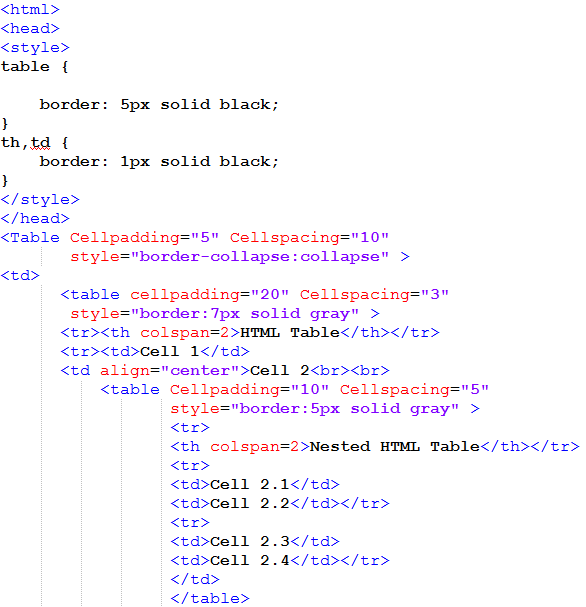 <html>
<head>
<style>
table {
border: 5px solid black;
}
th,td {
border: 1px solid black;
}
</style>
</head>
<Table Cellpadding="5" Cellspacing="10"
style="border-collapse:collapse" >
<td>
<table cellpadding="20" Cellspacing="3"
style="border:7px solid gray" >
<tr><th colspan=2>HTML Table</th></tr>
<tr><td>Cell 1</td>
<td align="center">Cell 2<br><br>
<table Cellpadding="10" Cellspacing="5"
style="border:5px solid gray" >
<tr>
<th colspan=2>Nested HTML Table</th></tr>
<tr>
<td>Cell 2.1</td>
<td>Cell 2.2</td></tr>
<tr>
<td>Cell 2.3</td>
<td>Cell 2.4</td></tr>
</td>
</table>